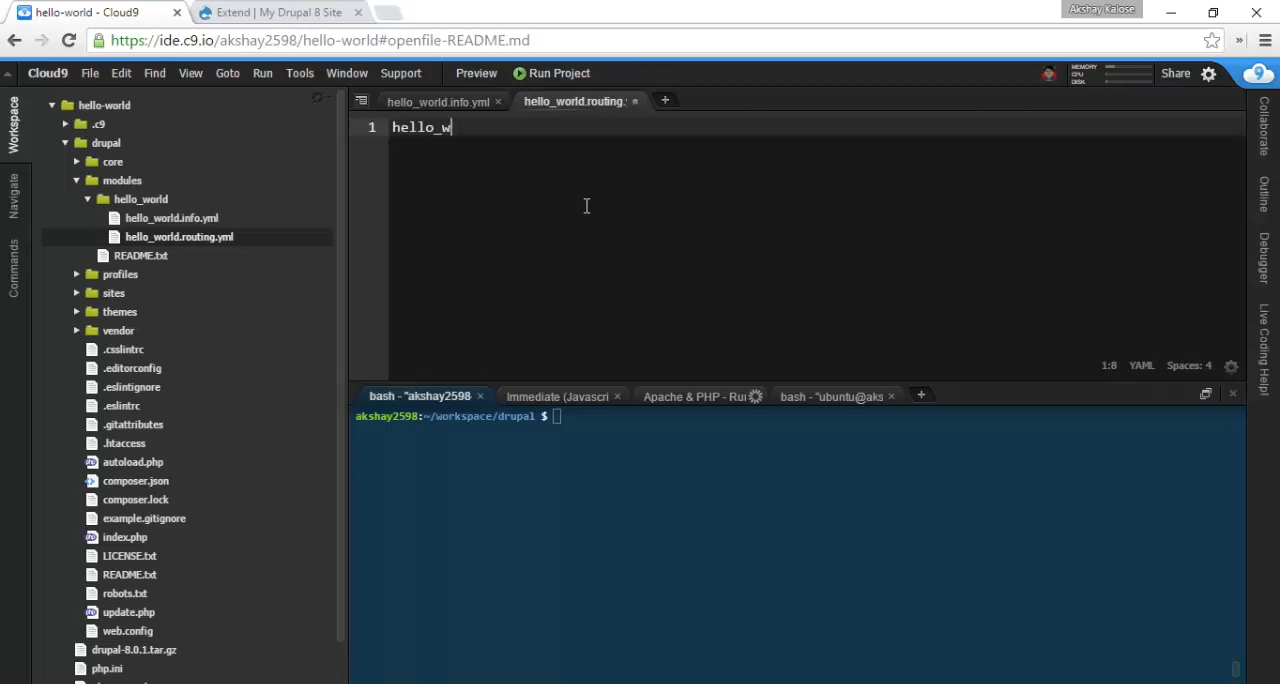 hello-world - Cloud9
Extend | My Drupal 8 Site
Akshay Kalose
https://ide.c9.io/akshay2598/hello-world#openfile-README.md
Cloud9 File Edit Find View Goto Run Tools Window Support Preview Run Project
MEMORY
CPU
DISK
Share
Workspace
Navigate
Commands
hello-world
.c9
drupal
core
modules
hello_world
hello_world.info.yml
hello_world.routing.yml
README.txt
profiles
sites
themes
vendor
.csslintrc
.editorconfig
.eslintignore
.eslintrc
.gitattributes
.htaccess
autoload.php
composer.json
composer.lock
example.gitignore
index.php
LICENSE.txt
README.txt
robots.txt
update.php
web.config
drupal-8.0.1.tar.gz
php.ini
hello_world.info.yml
hello_world.routing.
1 hello_w
1:8 YAML Spaces: 4
bash - "akshay2598
Immediate (Javascri
Apache & PHP - Ru
bash - "ubuntu@aks
akshay2598:~/workspace/drupal $
Collaborate
Outline
Debugger
Live Coding Help!